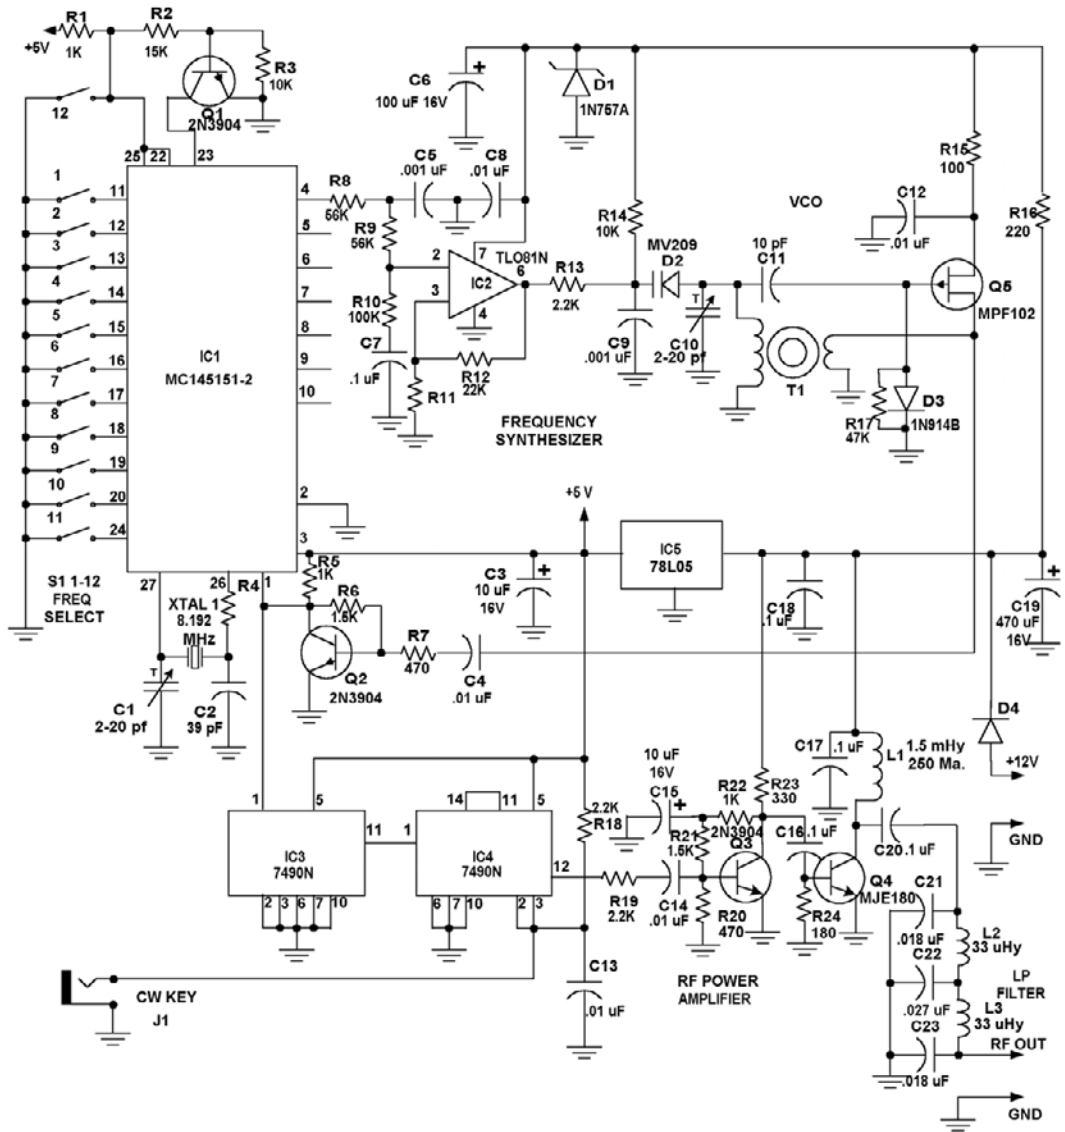 R1
R2
+5V
1K
15K
R3
10K
Q1
2N3904
12
25
22
23
C6
100 uF 16V
+
D1
1N757A
R15
100
C5
.001 uF
C8
.01 uF
R8
56K
R9
56K
R14
10K
VCO
C12
.01 uF
R16
220
1
2
3
4
5
6
7
8
9
10
11
11
12
13
14
15
16
17
18
19
20
24
IC1
MC145151-2
4
5
6
7
8
9
10
2
3
7
TLO81N
2
3
IC2
6
4
R13
2.2K
MV209
D2
10 pF
C11
Q5
MPF102
R10
100K
C7
.1 uF
R12
22K
R11
C9
.001 uF
T
C10
2-20 pf
T1
R17
47K
D3
1N914B
FREQUENCY
SYNTHESIZER
+5 V
IC5
78L05
S1 1-12
FREQ
SELECT
27
26
1
R4
XTAL 1
8.192
MHz
T
C1
2-20 pf
C2
39 pF
R5
1K
R6
1.5K
R7
470
Q2
2N3904
C4
.01 uF
C3
10 uF
16V
+
C18
.1 uF
C19
470 uF
16V
+
D4
+12V
GND
1
5
11
IC3
7490N
2
3
6
7
10
14
11
5
1
12
IC4
7490N
6
7
10
2
3
2.2K
R18
R19
2.2K
10 uF
16V
C15
+
R22
1K
R23
330
2N3904
Q3
R21
1.5K
C14
.01 uF
R20
470
C17
.1 uF
L1
1.5 mHy
250 Ma.
C16
.1 uF
C20
.1 uF
Q4
MJE180
R24
180
C21
.018 uF
L2
33 uHy
C22
.027 uF
LP
FILTER
L3
33 uHy
C23
.018 uF
RF OUT
GND
C13
.01 uF
RF POWER
AMPLIFIER
CW KEY
J1